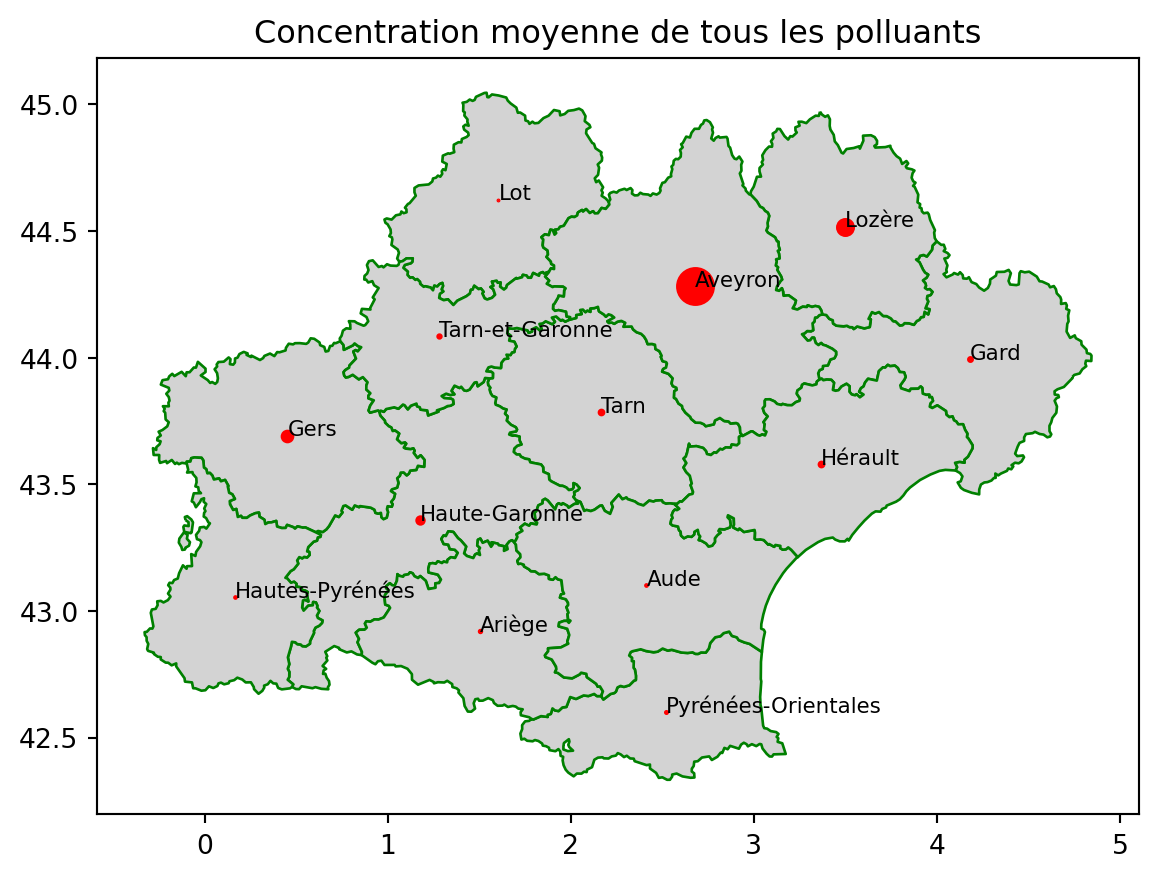 Concentration moyenne de tous les polluants
45.0
44.5
44.0
43.5
43.0
42.5
Lot
Lozère
Aveyron
Tarn-et-Garonne
Gard
Tarn
Gers
Hérault
Haute-Garonne
Aude
Hautes-Pyrénées
Ariège
Pyrénées-Orientales
0 1 2 3 4 5